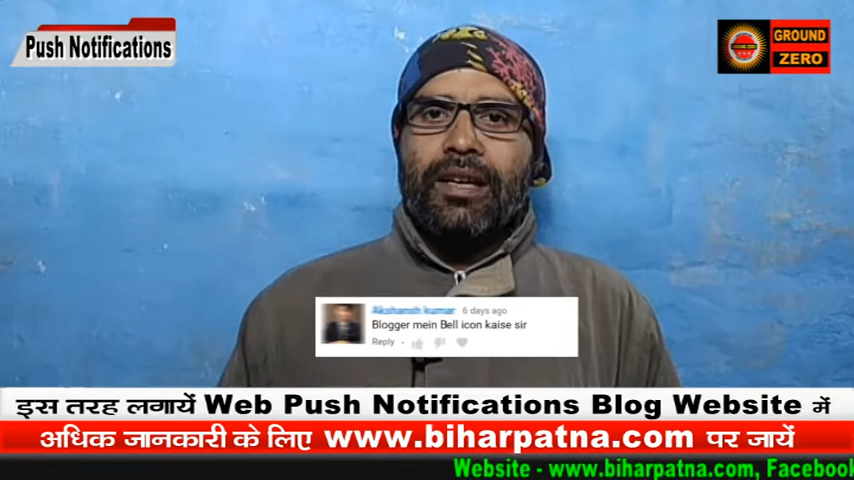 Push Notifications
GROUND
ZERO
Akshansh kumar 6 days ago
Blogger mein Bell icon kaise sir
Reply
इस तरह लगायें Web Push Notifications Blog Website में
अधिक जानकारी के लिए www.biharpatna.com पर जायें
Website - www.biharpatna.com, Facebook